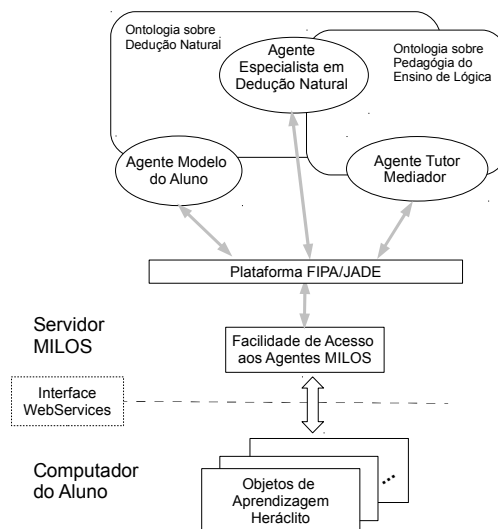 Ontologia sobre
Dedução Natural
Agente
Especialista em
Dedução Natural
Ontologia sobre
Pedagógia do
Ensino de Lógica
Agente Modelo
do Aluno
Agente Tutor
Mediador
Plataforma FIPA/JADE
Servidor
MILOS
Facilidade de Acesso
aos Agentes MILOS
Interface
WebServices
Computador
do Aluno
...
Objetos de
Aprendizagem
Heráclito